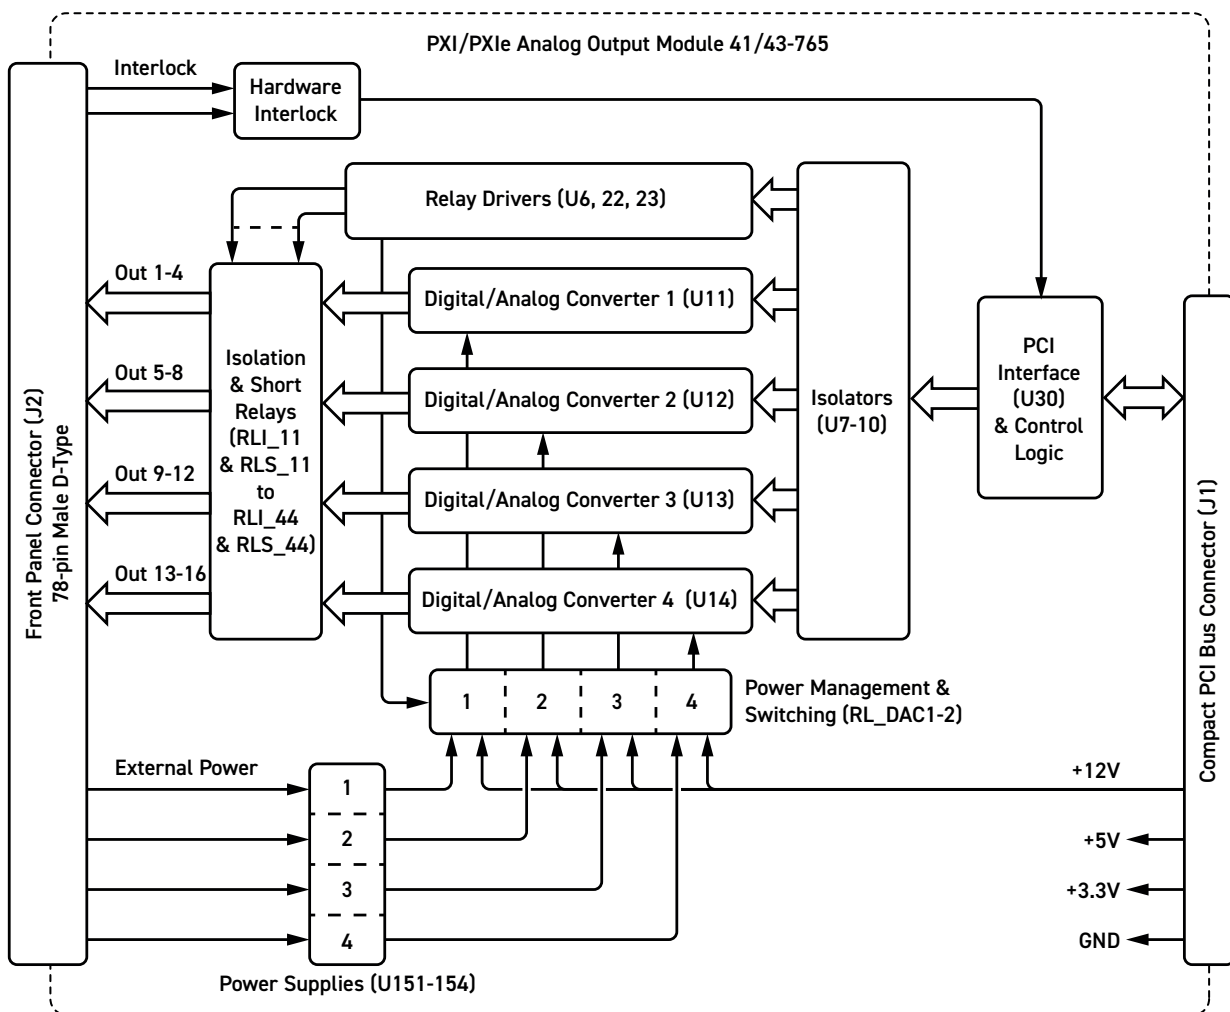 PXI/PXIe Analog Output Module 41/43-765
Interlock
Hardware
Interlock
Relay Drivers (U6, 22, 23)
Out 1-4
Digital/Analog Converter 1 (U11)
Out 5-8
Digital/Analog Converter 2 (U12)
Out 9-12
Digital/Analog Converter 3 (U13)
Out 13-16
Digital/Analog Converter 4 (U14)
Isolation
& Short
Relays
(RLI_11
& RLS_11
to
RLI_44
& RLS_44)
Isolators
(U7-10)
PCI
Interface
(U30)
& Control
Logic
Front Panel Connector (J2)
78-pin Male D-Type
Compact PCI Bus Connector (J1)
1
2
3
4
Power Management &
Switching (RL_DAC1-2)
External Power
1
2
3
4
+12V
+5V
+3.3V
GND
Power Supplies (U151-154)